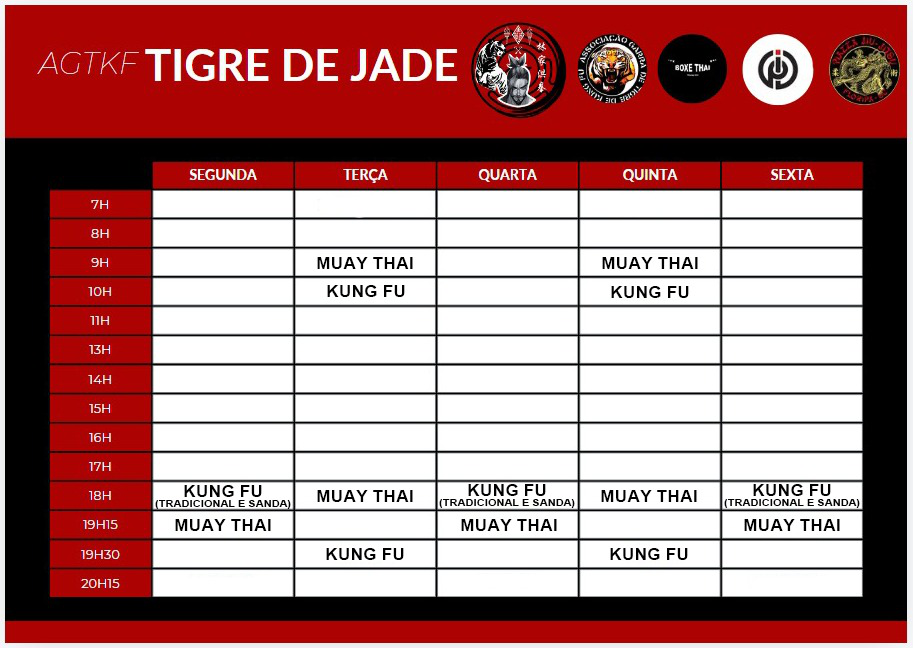 AGTKF TIGRE DE JADE
ASSOCIAÇÃO GARRA DE TIGRE DE KUNG FU
BOXE THAI
SEGUNDA TERÇA QUARTA QUINTA SEXTA
7H
8H
9H MUAY THAI MUAY THAI
10H KUNG FU KUNG FU
11H
13H
14H
15H
16H
17H
18H KUNG FU MUAY THAI KUNG FU MUAY THAI KUNG FU
(TRADICIONAL E SANDA) (TRADICIONAL E SANDA) (TRADICIONAL E SANDA)
19H15 MUAY THAI MUAY THAI MUAY THAI
19H30 KUNG FU KUNG FU
20H15